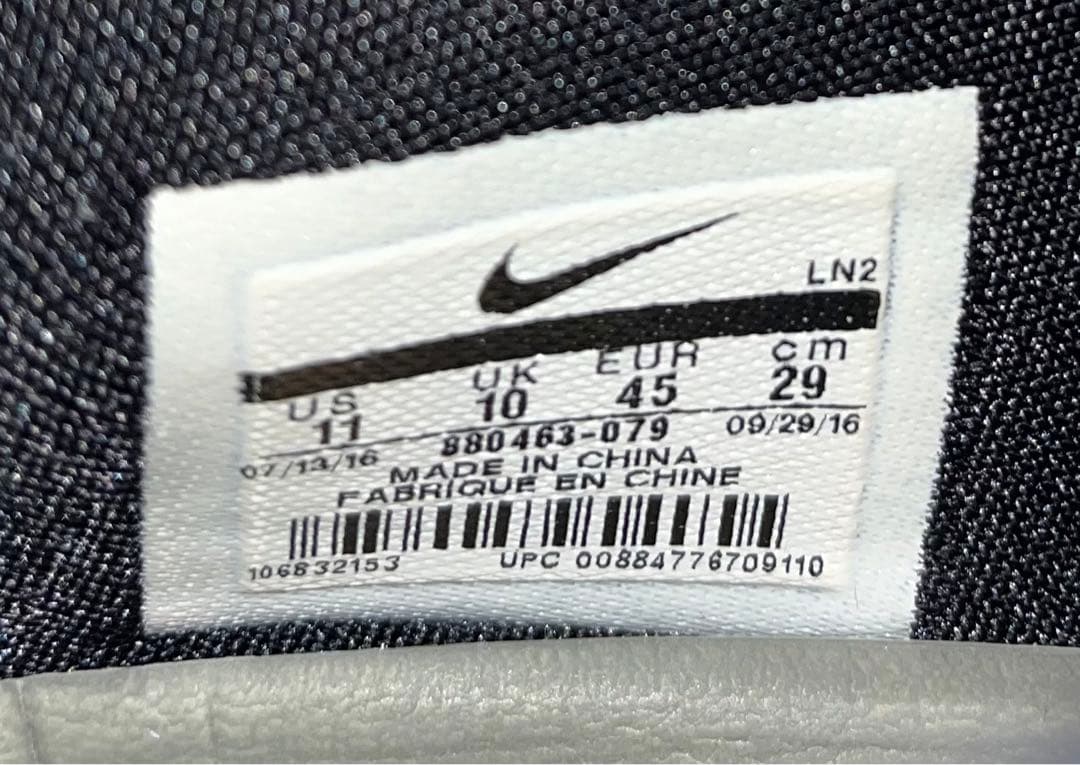 LN2
US UK EUR cm
11 10 45 29
07/13/16 880463-079 09/29/16
MADE IN CHINA
FABRIQUE EN CHINE
106832153 UPC 00884776709110